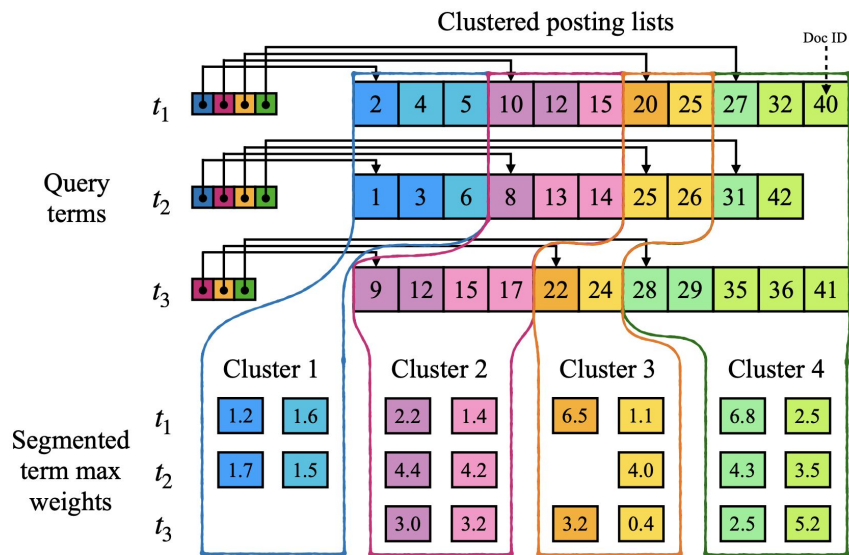 Clustered posting lists
Doc ID
t1 2 4 5 10 12 15 20 25 27 32 40
Query
terms
t2 1 3 6 8 13 14 25 26 31 42
t3 9 12 15 17 22 24 28 29 35 36 41
Cluster 1 Cluster 2 Cluster 3 Cluster 4
Segmented
term max
weights
t1 1.2 1.6 2.2 1.4 6.5 1.1 6.8 2.5
t2 1.7 1.5 4.4 4.2 4.0 4.3 3.5
t3 3.0 3.2 3.2 0.4 2.5 5.2